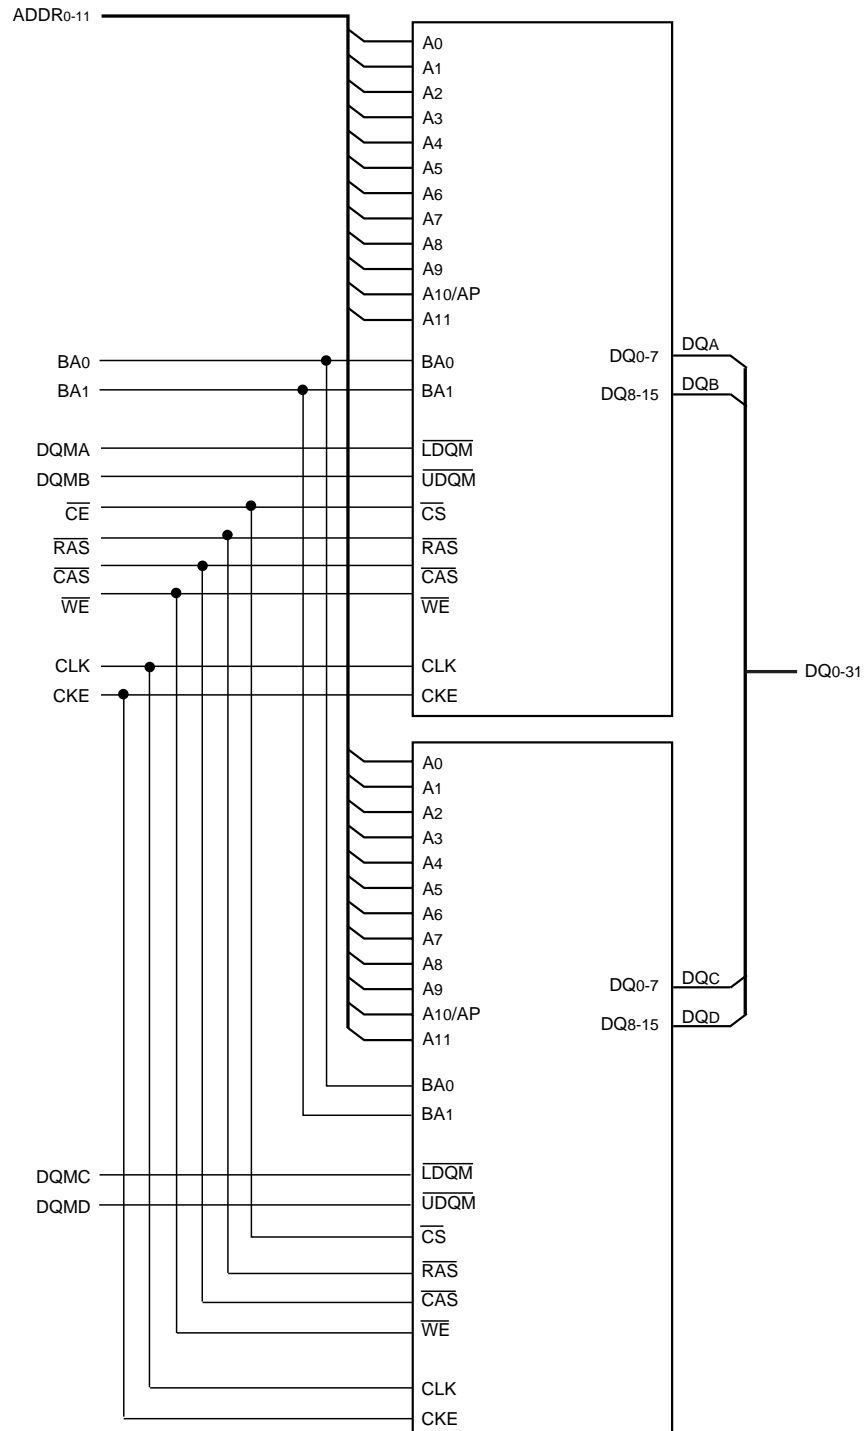 ADDR0-11
A0
A1
A2
A3
A4
A5
A6
A7
A8
A9
A10/AP
A11
BA0 BA0
BA1 BA1
DQ0-7 DQA
DQ8-15 DQB
DQMA LDQM
DQMB UDQM
CE CS
RAS RAS
CAS CAS
WE WE
CLK CLK
CKE CKE
DQ0-31
A0
A1
A2
A3
A4
A5
A6
A7
A8
A9
A10/AP
A11
DQ0-7 DQC
DQ8-15 DQD
BA0
BA1
DQMC LDQM
DQMD UDQM
CS
RAS
CAS
WE
CLK
CKE